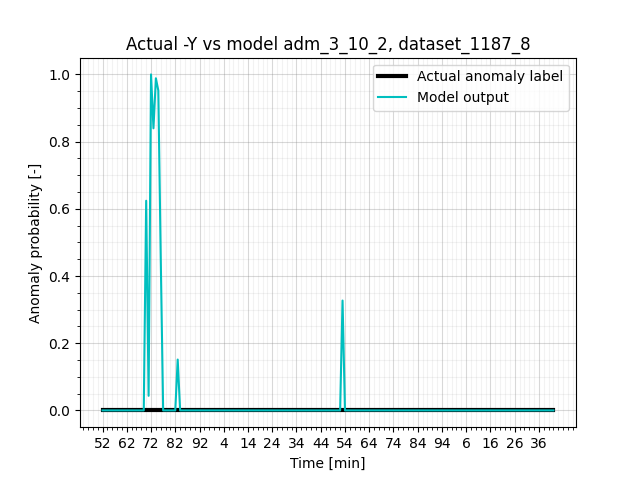 Actual -Y vs model adm_3_10_2, dataset_1187_8
Actual anomaly label
Model output
Anomaly probability [-]
1.0
0.8
0.6
0.4
0.2
0.0
52 62 72 82 92 4 14 24 34 44 54 64 74 84 94 6 16 26 36
Time [min]